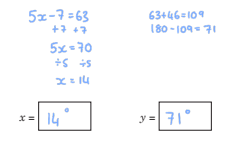 5x-7=63
+7 +7
5x=70
÷5 ÷5
x=14
63+46=109
180-109=71
x = 14°
y = 71°